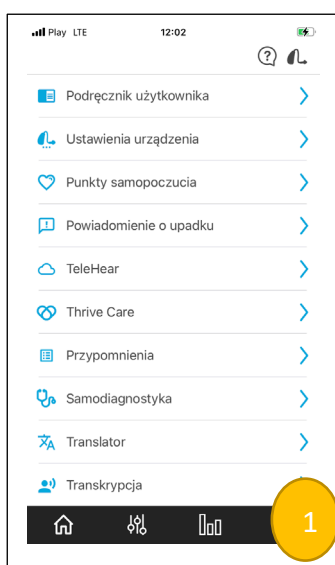 Play LTE 12:02
?
Podręcznik użytkownika
Ustawienia urządzenia
Punkty samopoczucia
Powiadomienie o upadku
TeleHear
Thrive Care
Przypomnienia
Samodiagnostyka
Translator
Transkrypcja
1